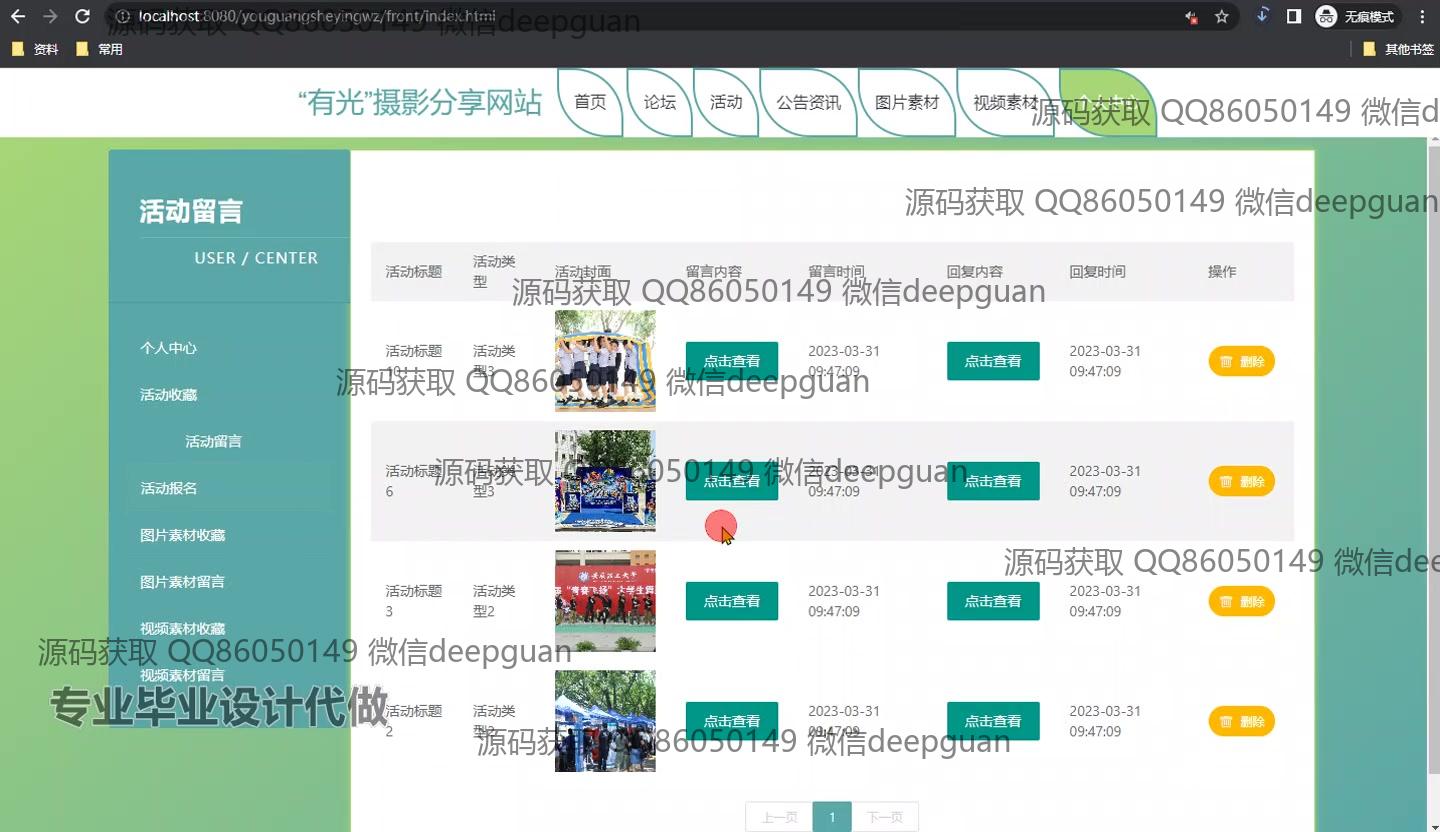 localhost:8080/youguangsheyingwz/front/index.html
无痕模式
资料
常用
其他书签
源码获取 QQ86050149 微信deepguan
“有光”摄影分享网站
首页
论坛
活动
公告资讯
图片素材
视频素材
个人中心
源码获取 QQ86050149 微信d
源码获取 QQ86050149 微信deepguan
活动留言
USER / CENTER
个人中心
活动收藏
活动留言
活动报名
图片素材收藏
图片素材留言
视频素材收藏
视频素材留言
活动标题
活动类
型
活动封面
留言内容
留言时间
回复内容
回复时间
操作
源码获取 QQ86050149 微信deepguan
活动标题
活动类
型3
点击查看
2023-03-31
09:47:09
点击查看
2023-03-31
09:47:09
删除
源码获取 QQ86050149 微信deepguan
活动标题
6
活动类
型3
点击查看
2023-03-31
09:47:09
点击查看
2023-03-31
09:47:09
删除
源码获取 QQ86050149 微信deepguan
源码获取 QQ86050149 微信dee
活动标题
3
活动类
型2
点击查看
2023-03-31
09:47:09
点击查看
2023-03-31
09:47:09
删除
源码获取 QQ86050149 微信deepguan
专业毕业设计代做
活动标题
2
活动类
点击查看
2023-03-31
09:47:09
点击查看
2023-03-31
09:47:09
删除
源码获取 QQ86050149 微信deepguan
上一页
1
下一页